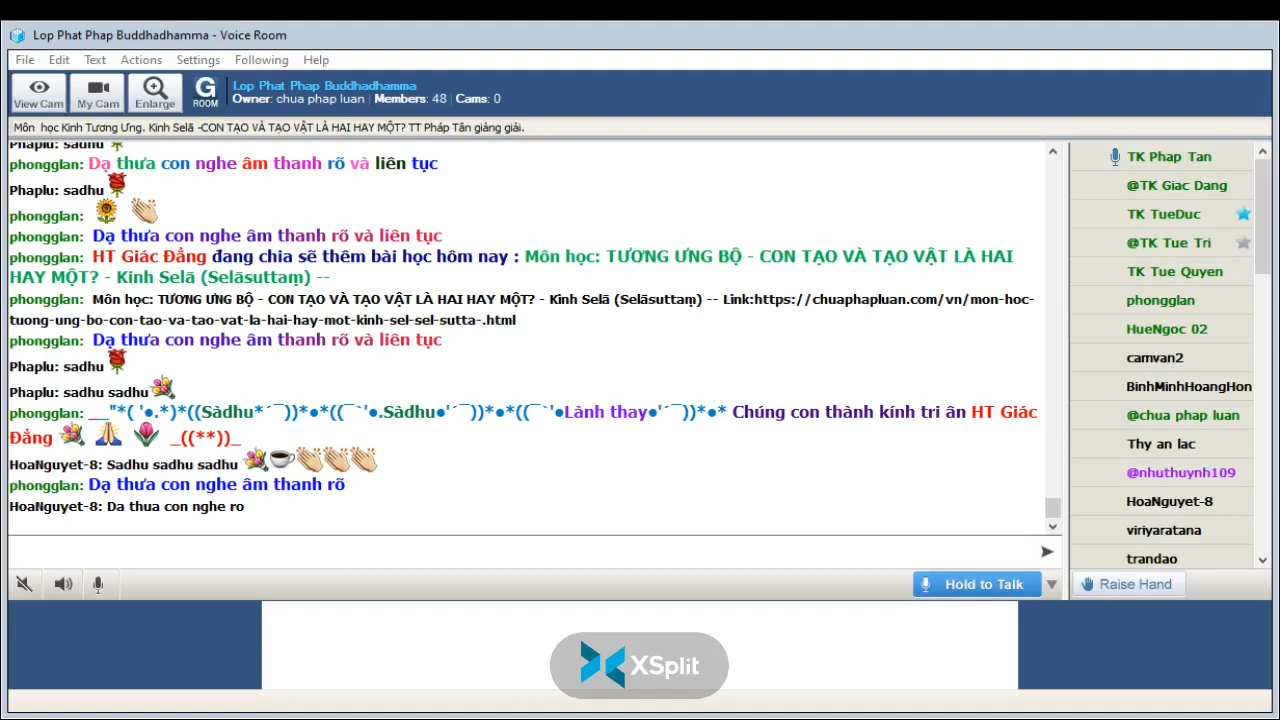 Lop Phat Phap Buddhadhamma - Voice Room
File Edit Text Actions Settings Following Help
View Cam My Cam Enlarge G ROOM
Lop Phat Phap Buddhadhamma
Owner: chua phap luan | Members: 48 | Cams: 0
Môn học Kinh Tương Ưng. Kinh Selā -CON TẠO VÀ TẠO VẬT LÀ HAI HAY MỘT? TT Pháp Tân giảng giải.
Phaplu: sadhu
phongglan: Dạ thưa con nghe âm thanh rõ và liên tục
Phaplu: sadhu
phongglan:
phongglan: Dạ thưa con nghe âm thanh rõ và liên tục
phongglan: HT Giác Đẳng đang chia sẽ thêm bài học hôm nay : Môn học: TƯƠNG ƯNG BỘ - CON TẠO VÀ TẠO VẬT LÀ HAI
HAY MỘT? - Kinh Selā (Selāsuttaṃ) --
phongglan: Môn học: TƯƠNG ƯNG BỘ - CON TẠO VÀ TẠO VẬT LÀ HAI HAY MỘT? - Kinh Selā (Selāsuttaṃ) -- Link:https://chuaphapluan.com/vn/mon-hoc-
tuong-ung-bo-con-tao-va-tao-vat-la-hai-hay-mot-kinh-sel-sel-sutta-.html
phongglan: Dạ thưa con nghe âm thanh rõ và liên tục
Phaplu: sadhu
Phaplu: sadhu sadhu
phongglan: ___"*( '●.*)*((Sàdhu*´¯))*●*((¯`'●.Sàdhu●'´¯))*●*((¯`'●Lành thay●'´¯))*●* Chúng con thành kính tri ân HT Giác
Đẳng _((**))_
HoaNguyet-8: Sadhu sadhu sadhu
phongglan: Dạ thưa con nghe âm thanh rõ
HoaNguyet-8: Da thua con nghe ro
TK Phap Tan
@TK Giac Dang
TK TueDuc
@TK Tue Tri
TK Tue Quyen
phongglan
HueNgoc 02
camvan2
BinhMinhHoangHon
@chua phap luan
Thy an lac
@nhuthuynh109
HoaNguyet-8
viriyaratana
trandao
Hold to Talk
Raise Hand
XSplit